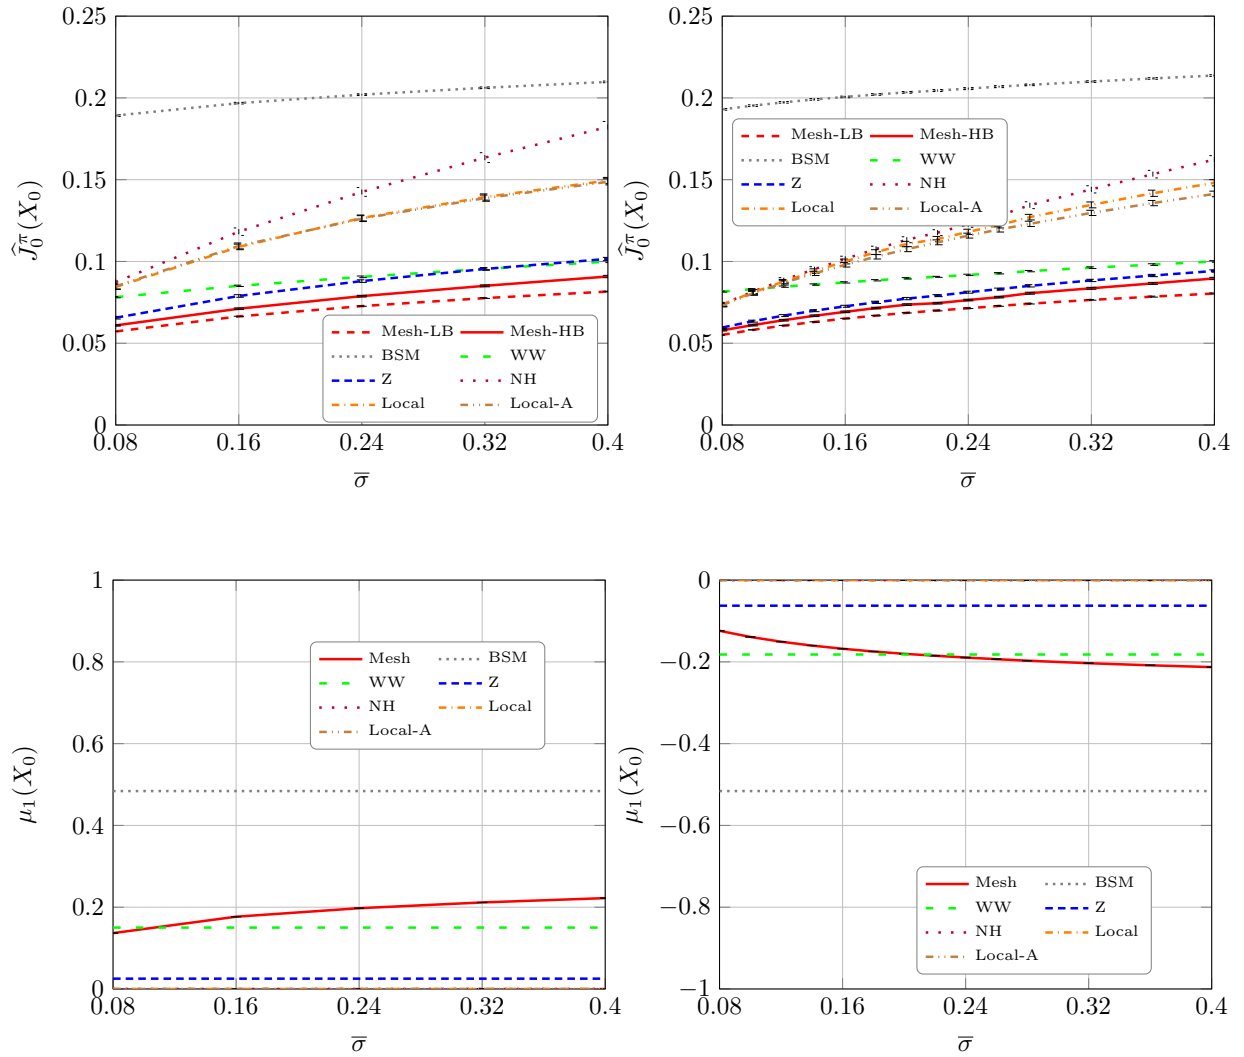 0.25
0.2
0.15
0.1
0.05
0
Ĵ₀^π(X₀)
Mesh-LB Mesh-HB
BSM WW
Z NH
Local Local-A
0.08 0.16 0.24 0.32 0.4
σ̅
0.25
0.2
0.15
0.1
0.05
0
Ĵ₀^π(X₀)
Mesh-LB Mesh-HB
BSM WW
Z NH
Local Local-A
0.08 0.16 0.24 0.32 0.4
σ̅
1
0.8
0.6
0.4
0.2
0
μ₁(X₀)
Mesh BSM
WW Z
NH Local
Local-A
0.08 0.16 0.24 0.32 0.4
σ̅
0
−0.2
−0.4
−0.6
−0.8
−1
μ₁(X₀)
Mesh BSM
WW Z
NH Local
Local-A
0.08 0.16 0.24 0.32 0.4
σ̅